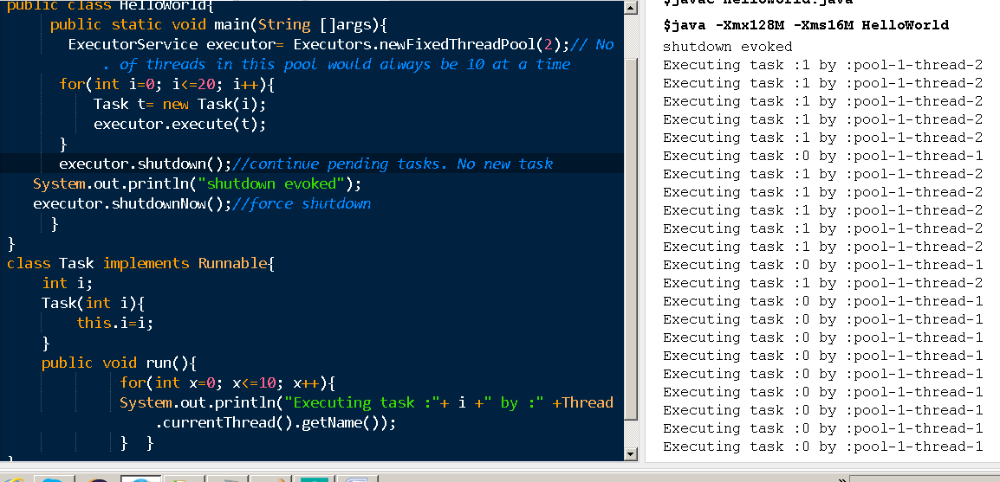 public class HelloWorld{
public static void main(String []args){
ExecutorService executor= Executors.newFixedThreadPool(2);// No
. of threads in this pool would always be 10 at a time
for(int i=0; i<=20; i++){
Task t= new Task(i);
executor.execute(t);
}
executor.shutdown();//continue pending tasks. No new task
System.out.println("shutdown evoked");
executor.shutdownNow();//force shutdown
}
}
class Task implements Runnable{
int i;
Task(int i){
this.i=i;
}
public void run(){
for(int x=0; x<=10; x++){
System.out.println("Executing task :"+ i +" by :" +Thread
.currentThread().getName());
} }
}
$javac HelloWorld.java
$java -Xmx128M -Xms16M HelloWorld
shutdown evoked
Executing task :1 by :pool-1-thread-2
Executing task :1 by :pool-1-thread-2
Executing task :1 by :pool-1-thread-2
Executing task :1 by :pool-1-thread-2
Executing task :1 by :pool-1-thread-2
Executing task :0 by :pool-1-thread-1
Executing task :1 by :pool-1-thread-2
Executing task :1 by :pool-1-thread-2
Executing task :1 by :pool-1-thread-2
Executing task :1 by :pool-1-thread-2
Executing task :1 by :pool-1-thread-2
Executing task :0 by :pool-1-thread-1
Executing task :1 by :pool-1-thread-2
Executing task :0 by :pool-1-thread-1
Executing task :0 by :pool-1-thread-1
Executing task :0 by :pool-1-thread-1
Executing task :0 by :pool-1-thread-1
Executing task :0 by :pool-1-thread-1
Executing task :0 by :pool-1-thread-1
Executing task :0 by :pool-1-thread-1
Executing task :0 by :pool-1-thread-1
Executing task :0 by :pool-1-thread-1
»